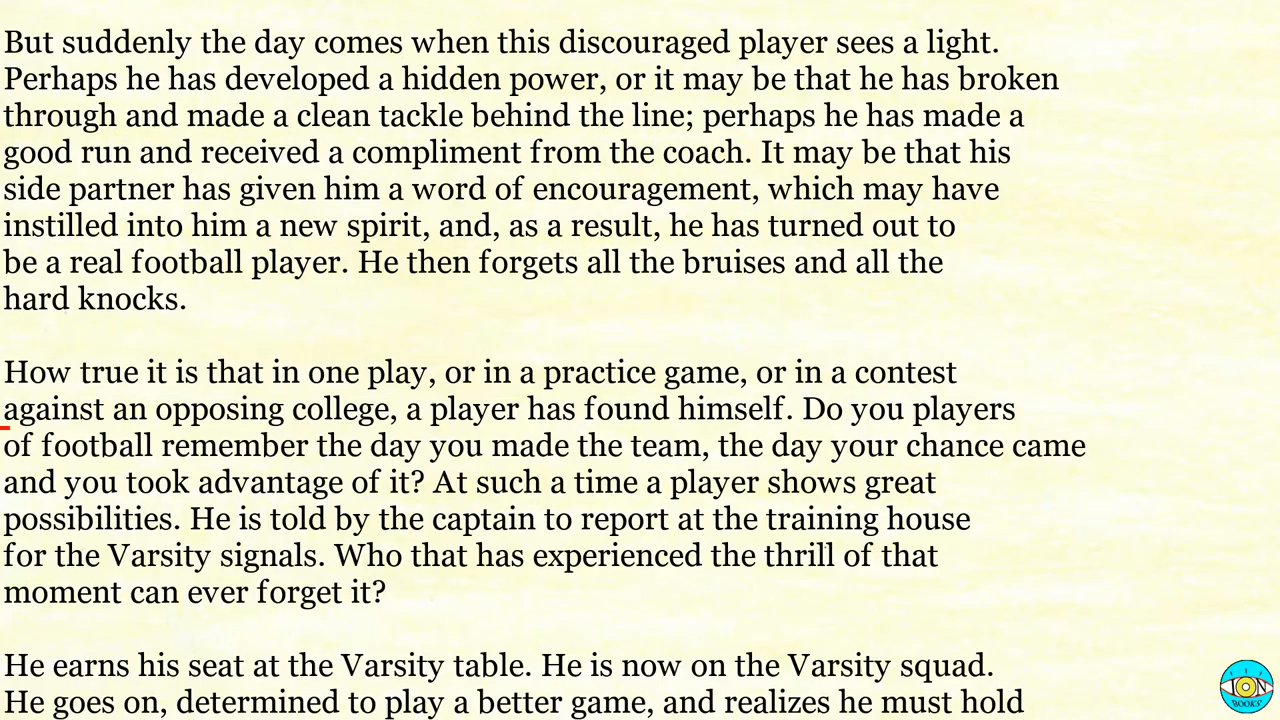 But suddenly the day comes when this discouraged player sees a light.
Perhaps he has developed a hidden power, or it may be that he has broken
through and made a clean tackle behind the line; perhaps he has made a
good run and received a compliment from the coach. It may be that his
side partner has given him a word of encouragement, which may have
instilled into him a new spirit, and, as a result, he has turned out to
be a real football player. He then forgets all the bruises and all the
hard knocks.
How true it is that in one play, or in a practice game, or in a contest
against an opposing college, a player has found himself. Do you players
of football remember the day you made the team, the day your chance came
and you took advantage of it? At such a time a player shows great
possibilities. He is told by the captain to report at the training house
for the Varsity signals. Who that has experienced the thrill of that
moment can ever forget it?
He earns his seat at the Varsity table. He is now on the Varsity squad.
He goes on, determined to play a better game, and realizes he must hold
ION
BOOKS